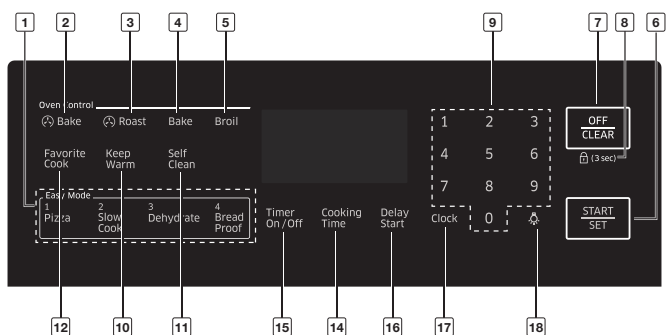 1 2 3 4 5 9 7 8 6
Oven Control
Bake Roast Bake Broil
Favorite Cook
Keep Warm
Self Clean
Easy Mode
1 Pizza
2 Slow Cook
3 Dehydrate
4 Bread Proof
Timer On/Off
Cooking Time
Delay Start
1 2 3
4 5 6
7 8 9
Clock 0
OFF
CLEAR
(3 sec)
START
SET
12 10 11 15 14 16 17 18